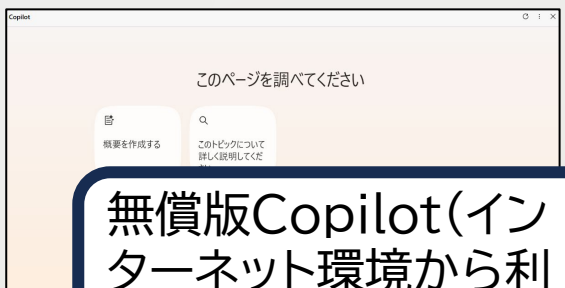 Copilot
このページを調べてください
概要を作成する
このトピックについて
詳しく説明してくだ
無償版Copilot(イン
ターネット環境から利